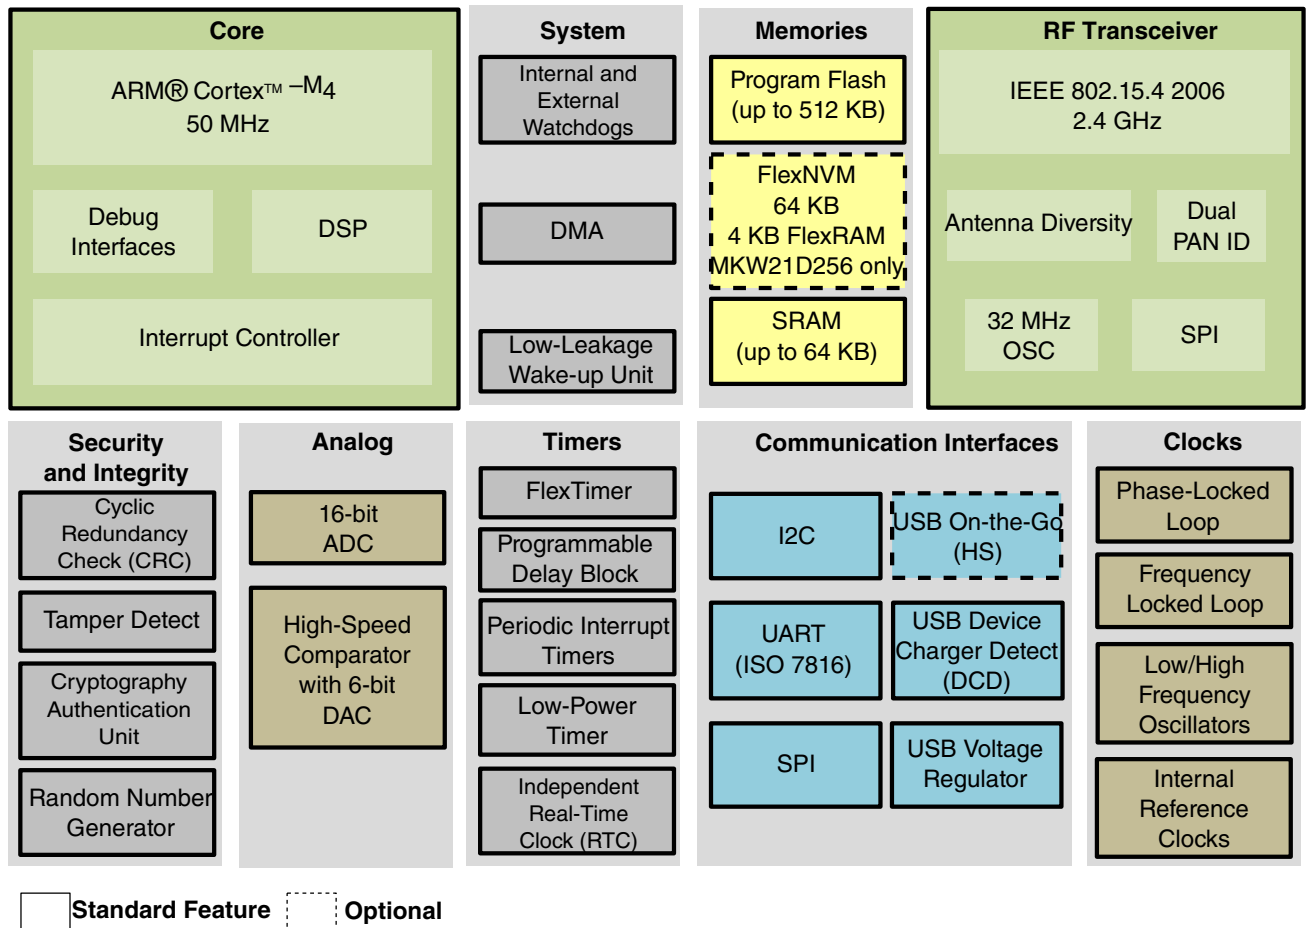 Core
ARM® Cortex™ –M4
50 MHz
Debug
Interfaces
DSP
Interrupt Controller
System
Internal and
External
Watchdogs
DMA
Low-Leakage
Wake-up Unit
Memories
Program Flash
(up to 512 KB)
FlexNVM
64 KB
4 KB FlexRAM
MKW21D256 only
SRAM
(up to 64 KB)
RF Transceiver
IEEE 802.15.4 2006
2.4 GHz
Antenna Diversity
Dual
PAN ID
32 MHz
OSC
SPI
Security
and Integrity
Cyclic
Redundancy
Check (CRC)
Tamper Detect
Cryptography
Authentication
Unit
Random Number
Generator
Analog
16-bit
ADC
High-Speed
Comparator
with 6-bit
DAC
Timers
FlexTimer
Programmable
Delay Block
Periodic Interrupt
Timers
Low-Power
Timer
Independent
Real-Time
Clock (RTC)
Communication Interfaces
I2C
USB On-the-Go
(HS)
UART
(ISO 7816)
USB Device
Charger Detect
(DCD)
SPI
USB Voltage
Regulator
Clocks
Phase-Locked
Loop
Frequency
Locked Loop
Low/High
Frequency
Oscillators
Internal
Reference
Clocks
Standard Feature
Optional